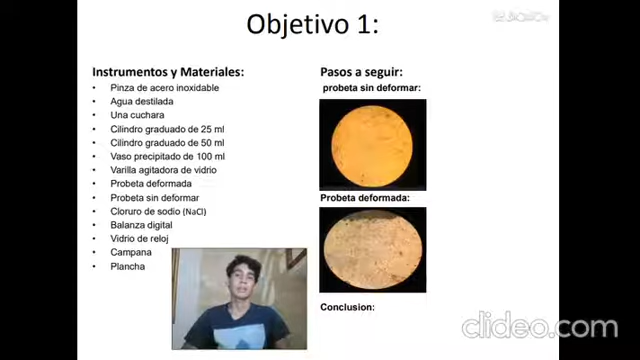 Objetivo 1:
Instrumentos y Materiales:
Pinza de acero inoxidable
Agua destilada
Una cuchara
Cilindro graduado de 25 ml
Cilindro graduado de 50 ml
Vaso precipitado de 100 ml
Varilla agitadora de vidrio
Probeta deformada
Probeta sin deformar
Cloruro de sodio (NaCl)
Balanza digital
Vidrio de reloj
Campana
Plancha
Pasos a seguir:
probeta sin deformar:
Probeta deformada:
Conclusion:
clideo.com